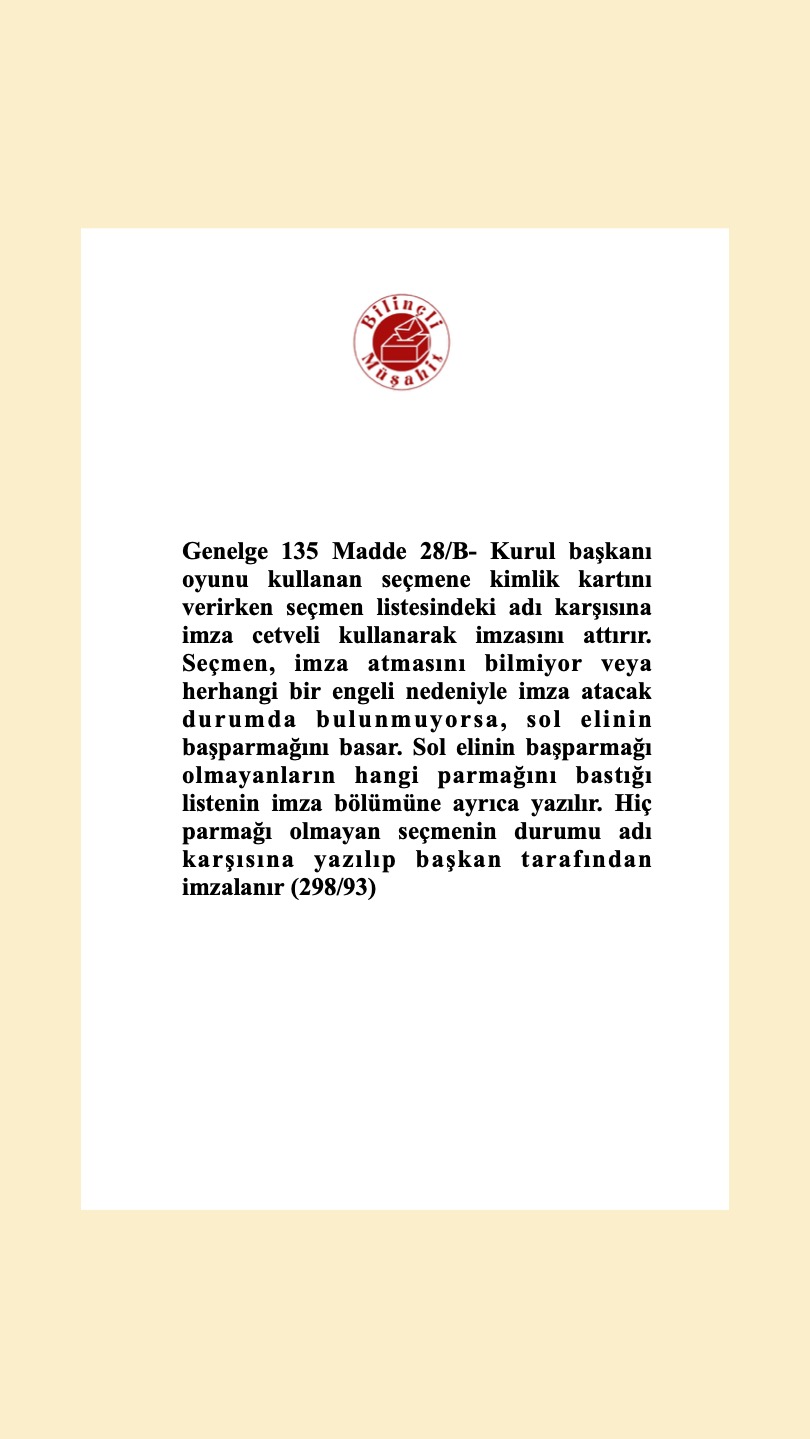 Bilinçli
Müşahit
Genelge 135 Madde 28/B- Kurul başkanı
oyunu kullanan seçmene kimlik kartını
verirken seçmen listesindeki adı karşısına
imza cetveli kullanarak imzasını attırır.
Seçmen, imza atmasını bilmiyor veya
herhangi bir engeli nedeniyle imza atacak
durumda bulunmuyorsa, sol elinin
başparmağını basar. Sol elinin başparmağı
olmayanların hangi parmağını bastığı
listenin imza bölümüne ayrıca yazılır. Hiç
parmağı olmayan seçmenin durumu adı
karşısına yazılıp başkan tarafından
imzalanır (298/93)